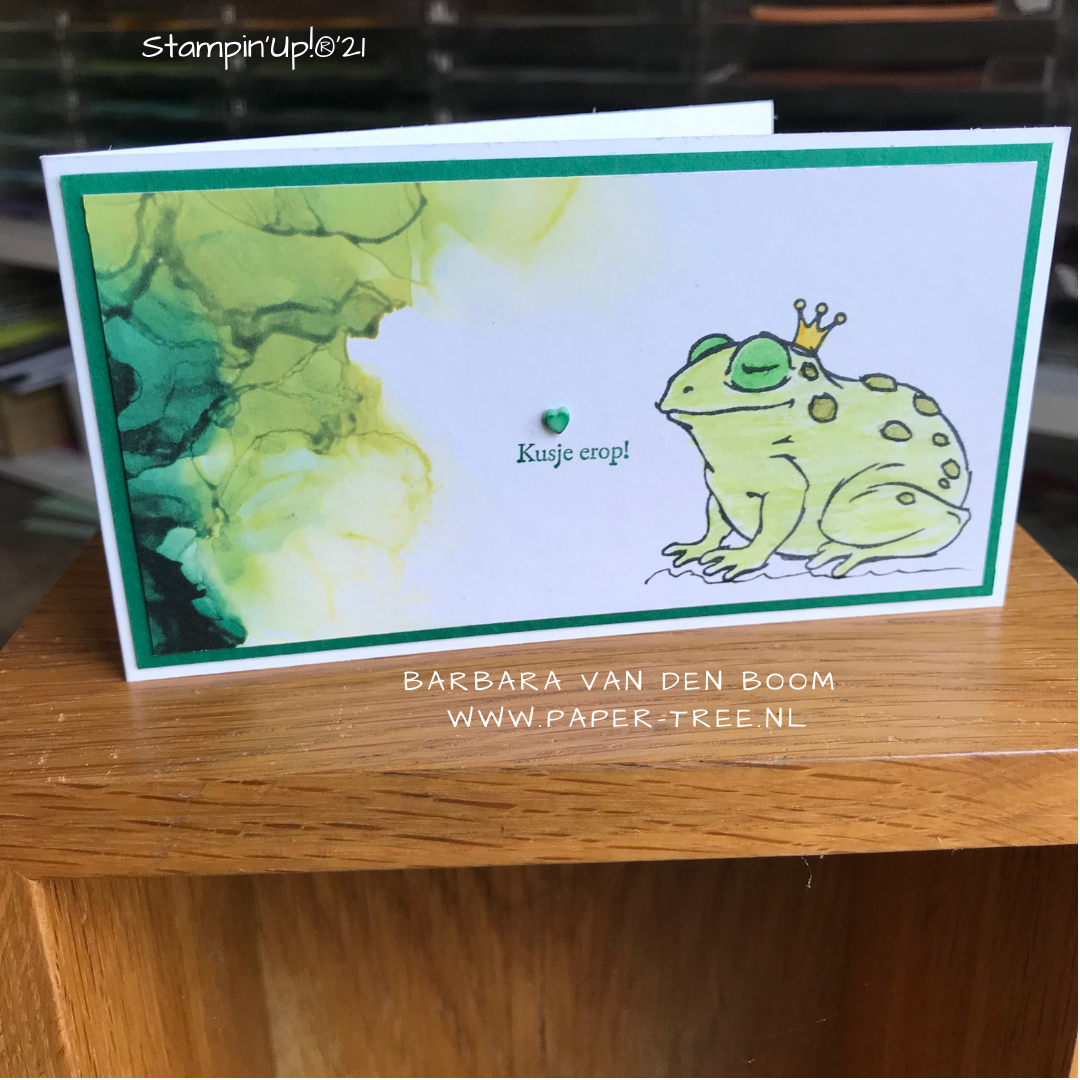 Stampin'Up!®'21
Kusje erop!
BARBARA VAN DEN BOOM
WWW.PAPER-TREE.NL